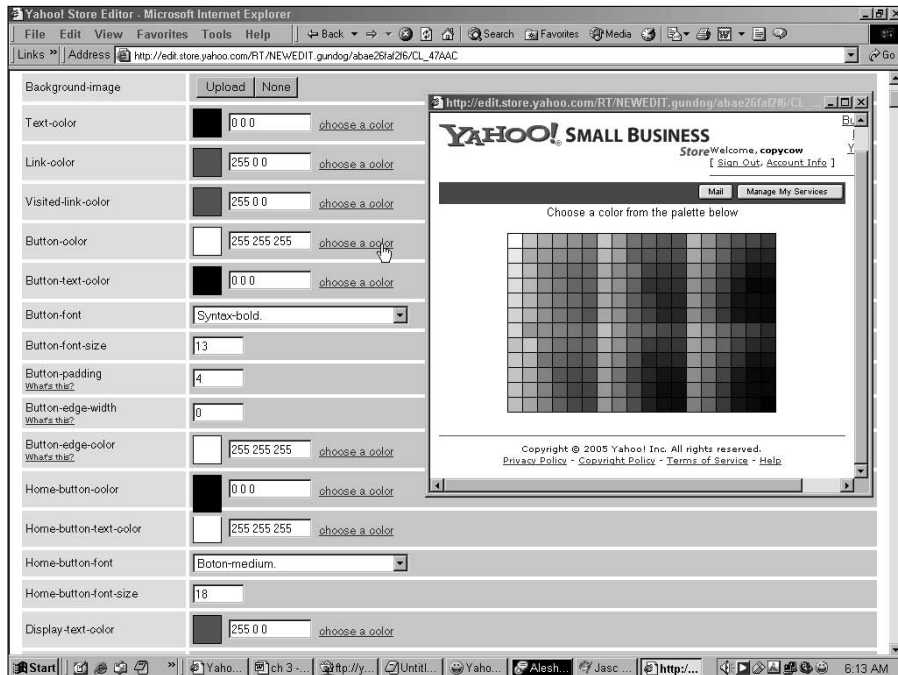 Yahoo! Store Editor - Microsoft Internet Explorer
File Edit View Favorites Tools Help Back Search Favorites Media
Links » Address http://edit.store.yahoo.com/RT/NEWEDIT.gundog/abae26faf2f6/CL_47AAC Go
Background-image Upload None
Text-color 0 0 0 choose a color
Link-color 255 0 0 choose a color
Visited-link-color 255 0 0 choose a color
Button-color 255 255 255 choose a color
Button-text-color 0 0 0 choose a color
Button-font Syntax-bold.
Button-font-size 13
Button-padding 4
What's this?
Button-edge-width 0
What's this?
Button-edge-color 255 255 255 choose a color
What's this?
Home-button-color 0 0 0 choose a color
Home-button-text-color 255 255 255 choose a color
Home-button-font Boton-medium.
Home-button-font-size 18
Display-text-color 255 0 0 choose a color
http://edit.store.yahoo.com/RT/NEWEDIT.gundog/abae26faf2f6/CL_...
YAHOO! SMALL BUSINESS
Store
Bu
Y
Welcome, copycow
[ Sign Out, Account Info ]
Mail Manage My Services
Choose a color from the palette below
Copyright © 2005 Yahoo! Inc. All rights reserved.
Privacy Policy - Copyright Policy - Terms of Service - Help
Start » Yaho... ch 3 -... ftp://y... Untitl... Yaho... Alesh... Jasc ... http:/... 6:13 AM